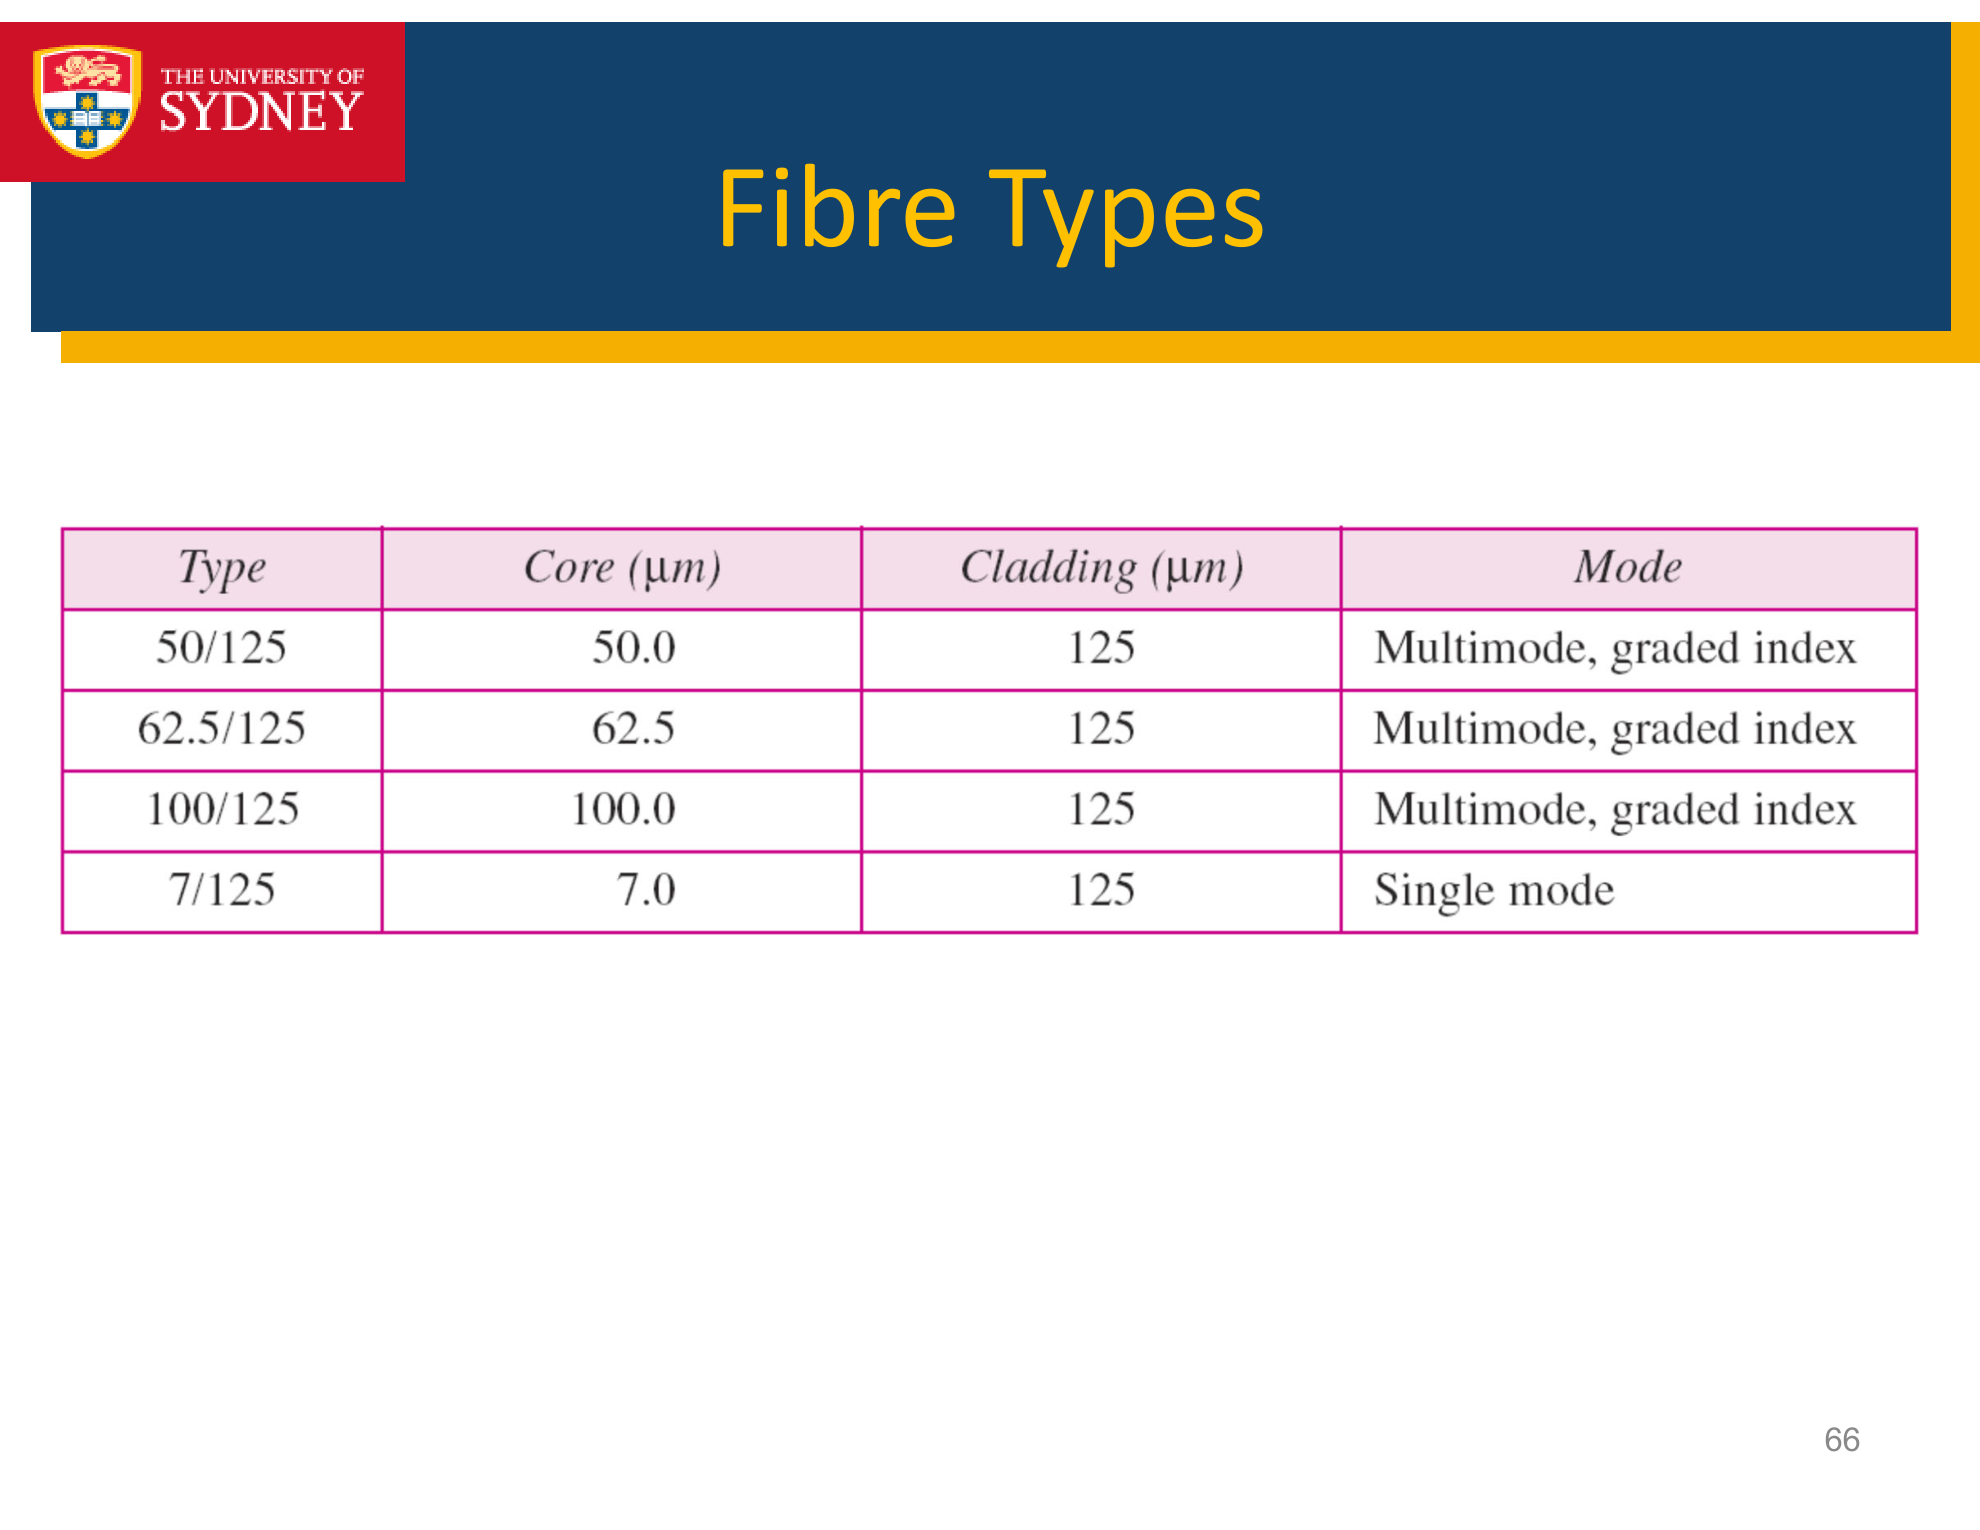 THE UNIVERSITY OF
SYDNEY
Fibre Types
Type Core (μm) Cladding (μm) Mode
50/125 50.0 125 Multimode, graded index
62.5/125 62.5 125 Multimode, graded index
100/125 100.0 125 Multimode, graded index
7/125 7.0 125 Single mode
66